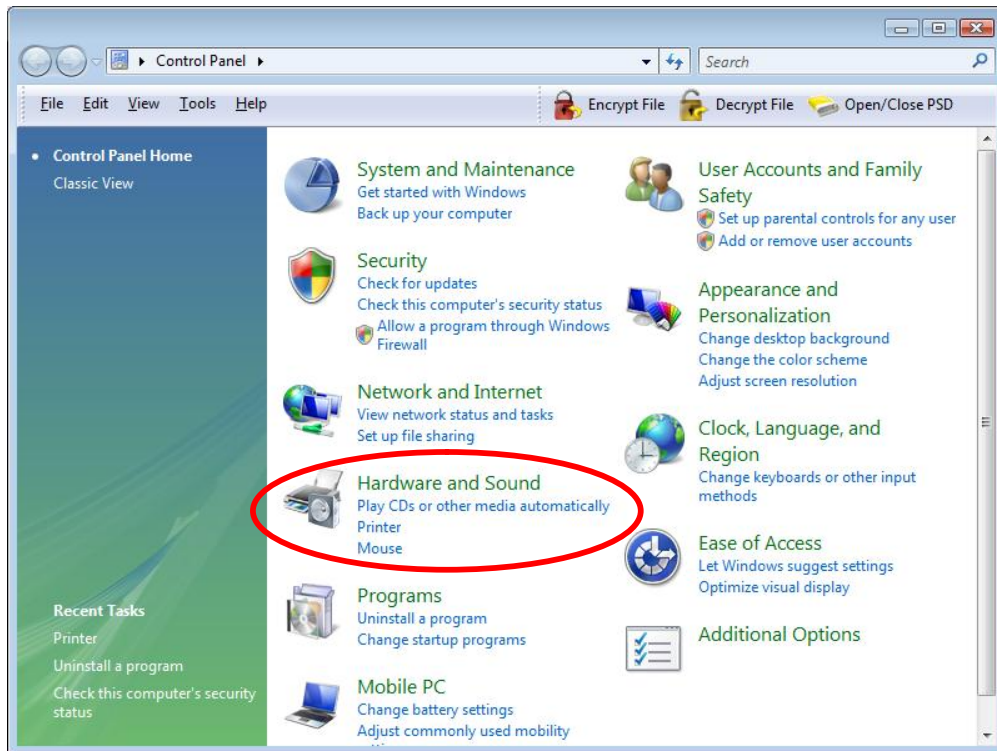 Control Panel
Search
File Edit View Tools Help
Encrypt File Decrypt File Open/Close PSD
Control Panel Home
Classic View
System and Maintenance
Get started with Windows
Back up your computer
Security
Check for updates
Check this computer's security status
Allow a program through Windows
Firewall
Network and Internet
View network status and tasks
Set up file sharing
Hardware and Sound
Play CDs or other media automatically
Printer
Mouse
Programs
Uninstall a program
Change startup programs
Mobile PC
Change battery settings
Adjust commonly used mobility
User Accounts and Family
Safety
Set up parental controls for any user
Add or remove user accounts
Appearance and
Personalization
Change desktop background
Change the color scheme
Adjust screen resolution
Clock, Language, and
Region
Change keyboards or other input
methods
Ease of Access
Let Windows suggest settings
Optimize visual display
Additional Options
Recent Tasks
Printer
Uninstall a program
Check this computer's security
status